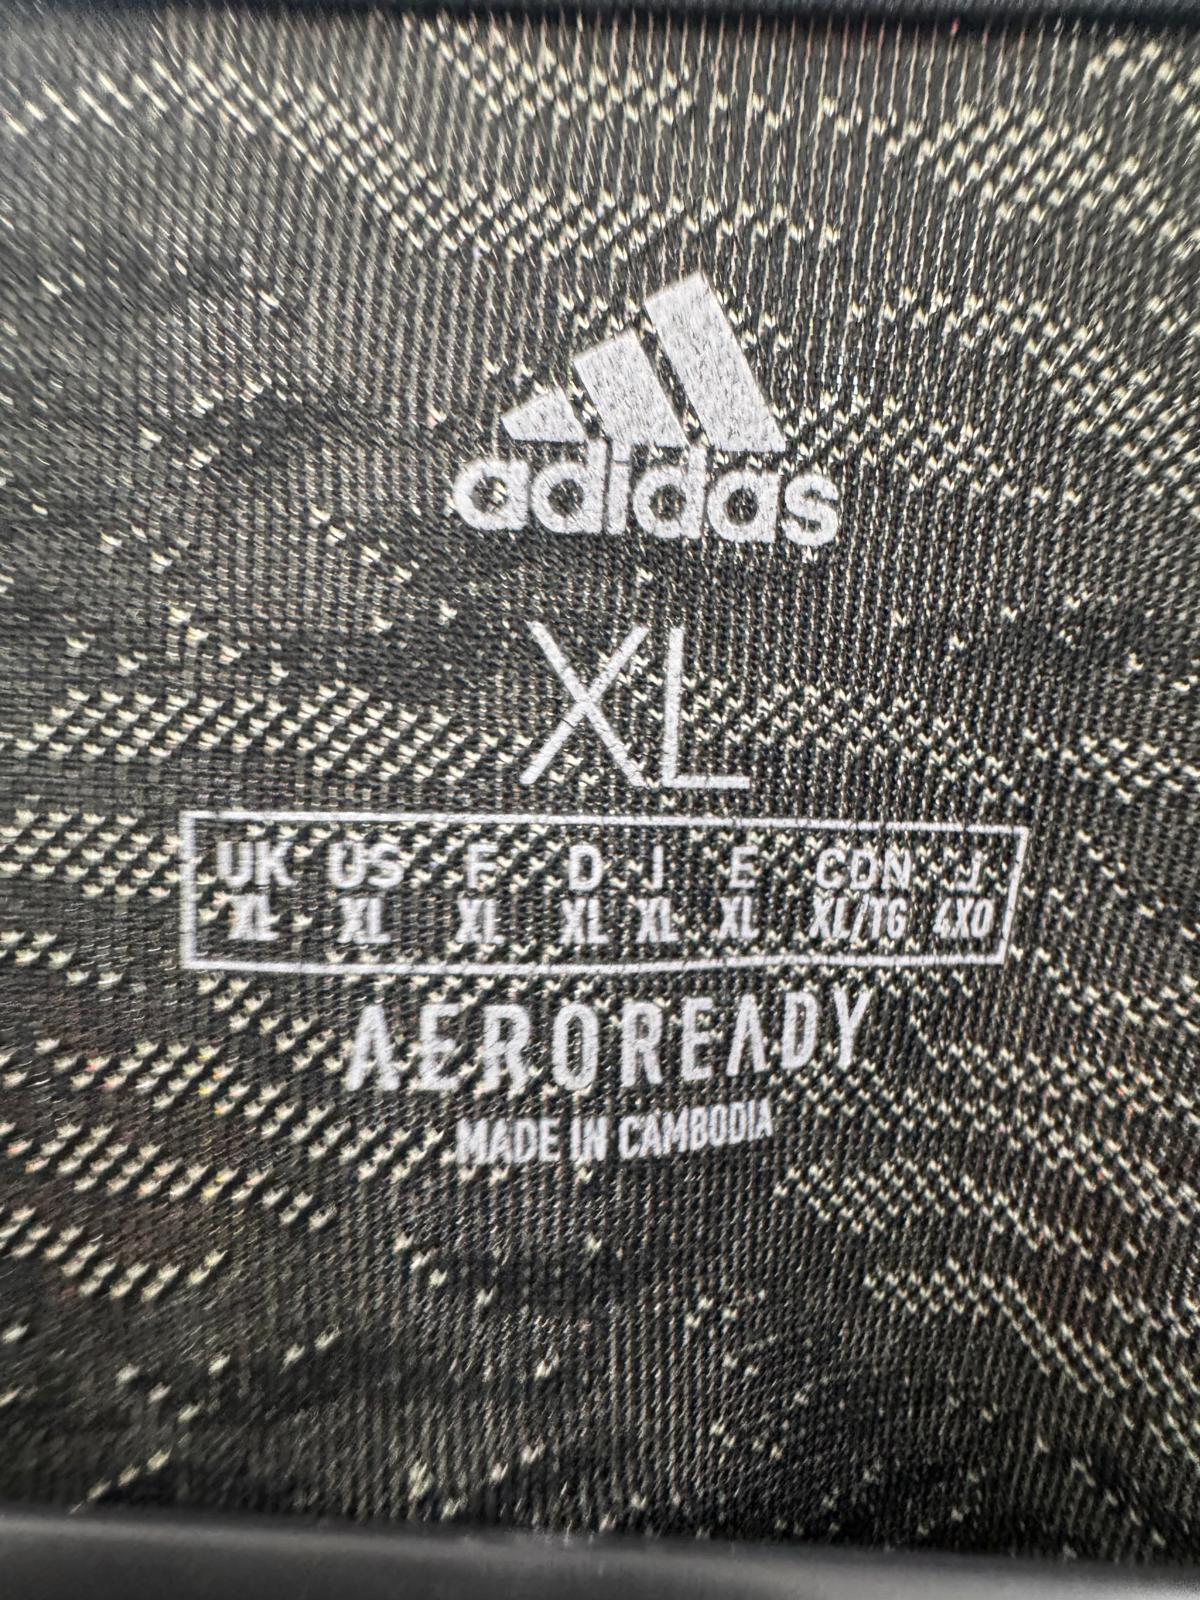 adidas
XL
UK US F D I E CDN J
XL XL XL XL XL XL XL/TG 4XO
AEROREADY
MADE IN CAMBODIA